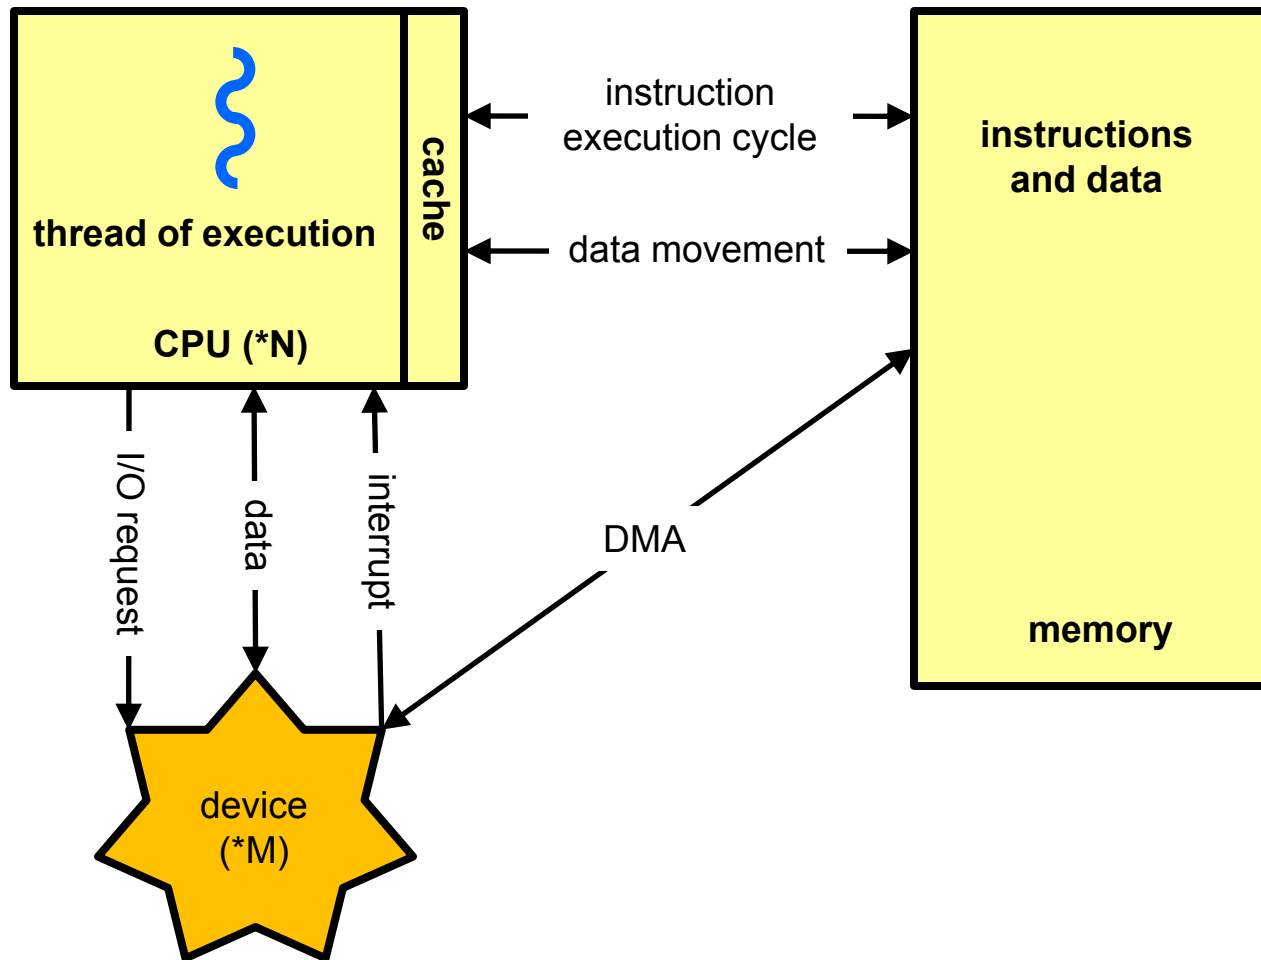 thread of execution
CPU (*N)
cache
instruction
execution cycle
data movement
instructions
and data
memory
I/O request
data
interrupt
DMA
device
(*M)